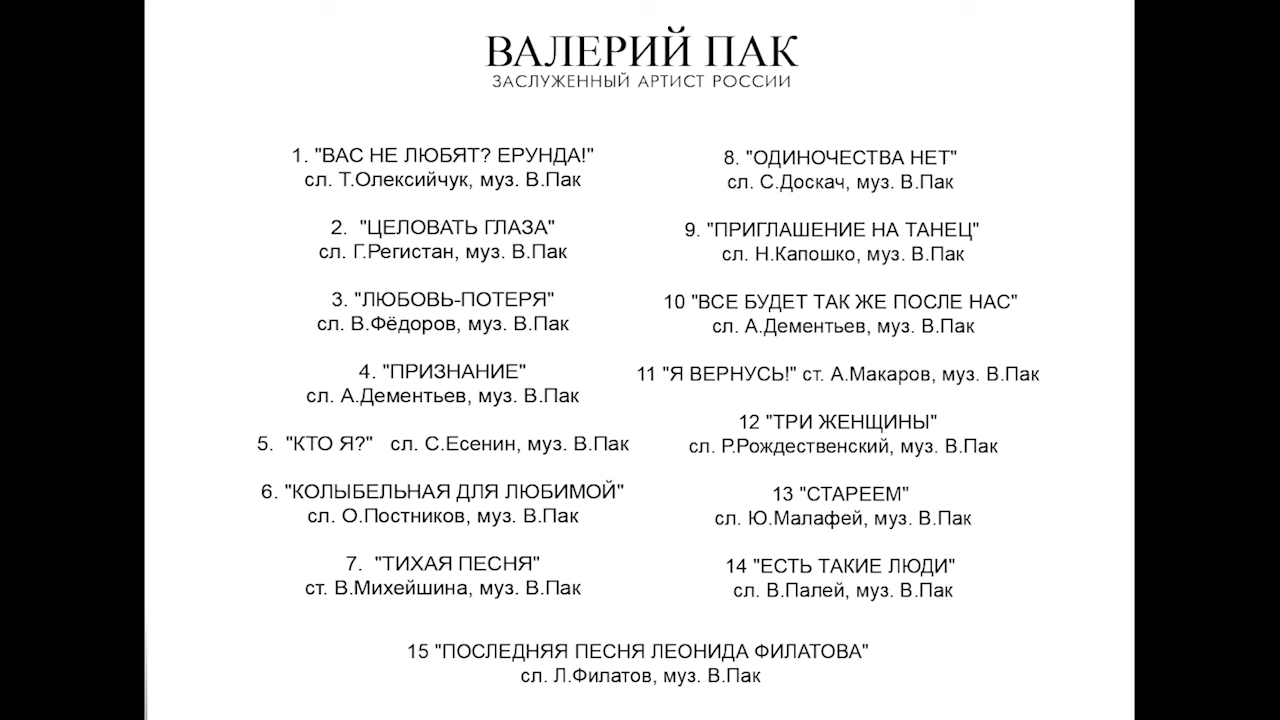 ВАЛЕРИЙ ПАК
ЗАСЛУЖЕННЫЙ АРТИСТ РОССИИ
1. "ВАС НЕ ЛЮБЯТ? ЕРУНДА!"
сл. Т.Олексийчук, муз. В.Пак
2. "ЦЕЛОВАТЬ ГЛАЗА"
сл. Г.Регистан, муз. В.Пак
3. "ЛЮБОВЬ-ПОТЕРЯ"
сл. В.Фёдоров, муз. В.Пак
4. "ПРИЗНАНИЕ"
сл. А.Дементьев, муз. В.Пак
5. "КТО Я?" сл. С.Есенин, муз. В.Пак
6. "КОЛЫБЕЛЬНАЯ ДЛЯ ЛЮБИМОЙ"
сл. О.Постников, муз. В.Пак
7. "ТИХАЯ ПЕСНЯ"
ст. В.Михейшина, муз. В.Пак
8. "ОДИНОЧЕСТВА НЕТ"
сл. С.Доскач, муз. В.Пак
9. "ПРИГЛАШЕНИЕ НА ТАНЕЦ"
сл. Н.Капошко, муз. В.Пак
10 "ВСЕ БУДЕТ ТАК ЖЕ ПОСЛЕ НАС"
сл. А.Дементьев, муз. В.Пак
11 "Я ВЕРНУСЬ!" ст. А.Макаров, муз. В.Пак
12 "ТРИ ЖЕНЩИНЫ"
сл. Р.Рождественский, муз. В.Пак
13 "СТАРЕЕМ"
сл. Ю.Малафей, муз. В.Пак
14 "ЕСТЬ ТАКИЕ ЛЮДИ"
сл. В.Палей, муз. В.Пак
15 "ПОСЛЕДНЯЯ ПЕСНЯ ЛЕОНИДА ФИЛАТОВА"
сл. Л.Филатов, муз. В.Пак